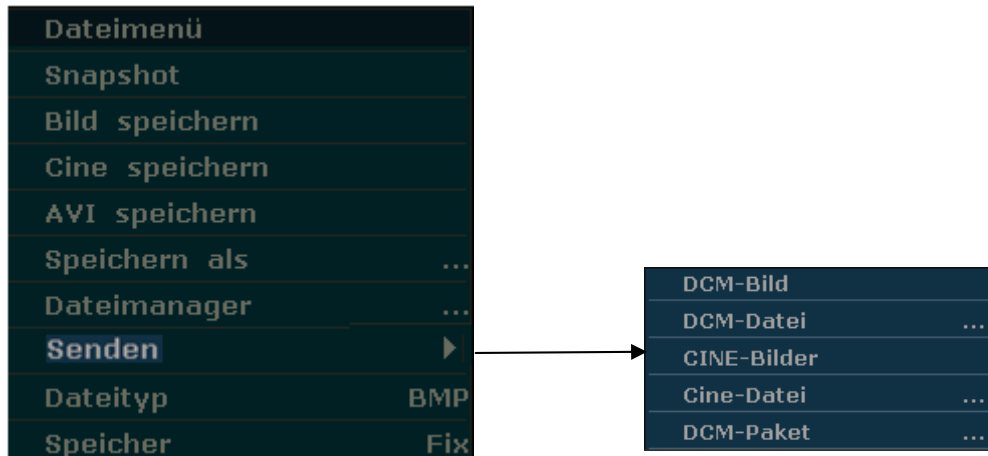 Dateimenü
Snapshot
Bild speichern
Cine speichern
AVI speichern
Speichern als ...
Dateimanager ...
Senden ▶
Dateityp BMP
Speicher Fix
DCM-Bild
DCM-Datei ...
CINE-Bilder
Cine-Datei ...
DCM-Paket ...